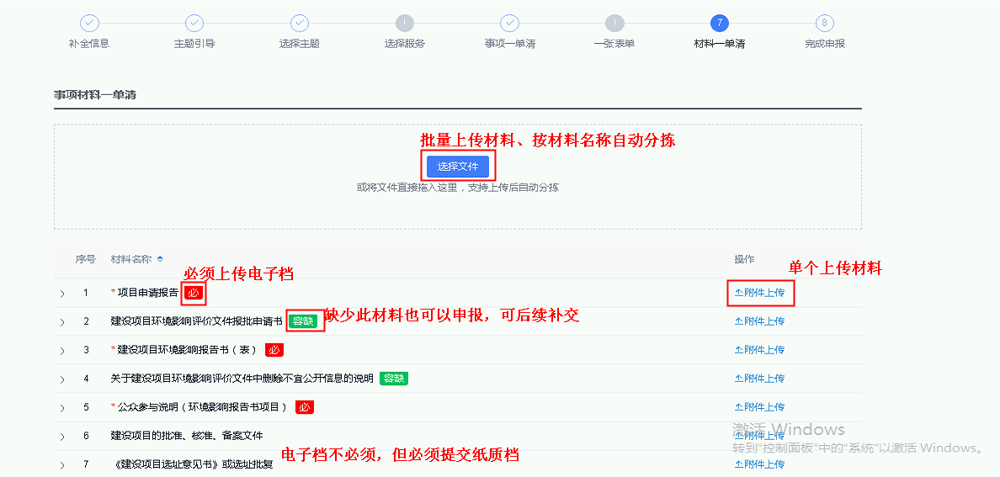 7 8
补全信息 主题引导 选择主题 选择服务 事项一单清 一张表单 材料一单清 完成申报
事项材料一单清
批量上传材料、按材料名称自动分拣
选择文件
或将文件直接拖入这里，支持上传后自动分拣
序号 材料名称 操作
必须上传电子档
单个上传材料
1 *项目申请报告 必 附件上传
2 建设项目环境影响评价文件报批申请书 容缺 附件上传
缺少此材料也可以申报，可后续补交
3 *建设项目环境影响报告书（表） 必 附件上传
4 关于建设项目环境影响评价文件中删除不宜公开信息的说明 容缺 附件上传
5 *公众参与说明（环境影响报告书项目） 必 附件上传
激活 Windows
6 建设项目的批准、核准、备案文件 附件上传
转到“控制面板”中的“系统”以激活 Windows。
电子档不必须，但必须提交纸质档
7 《建设项目选址意见书》或选址批复 附件上传